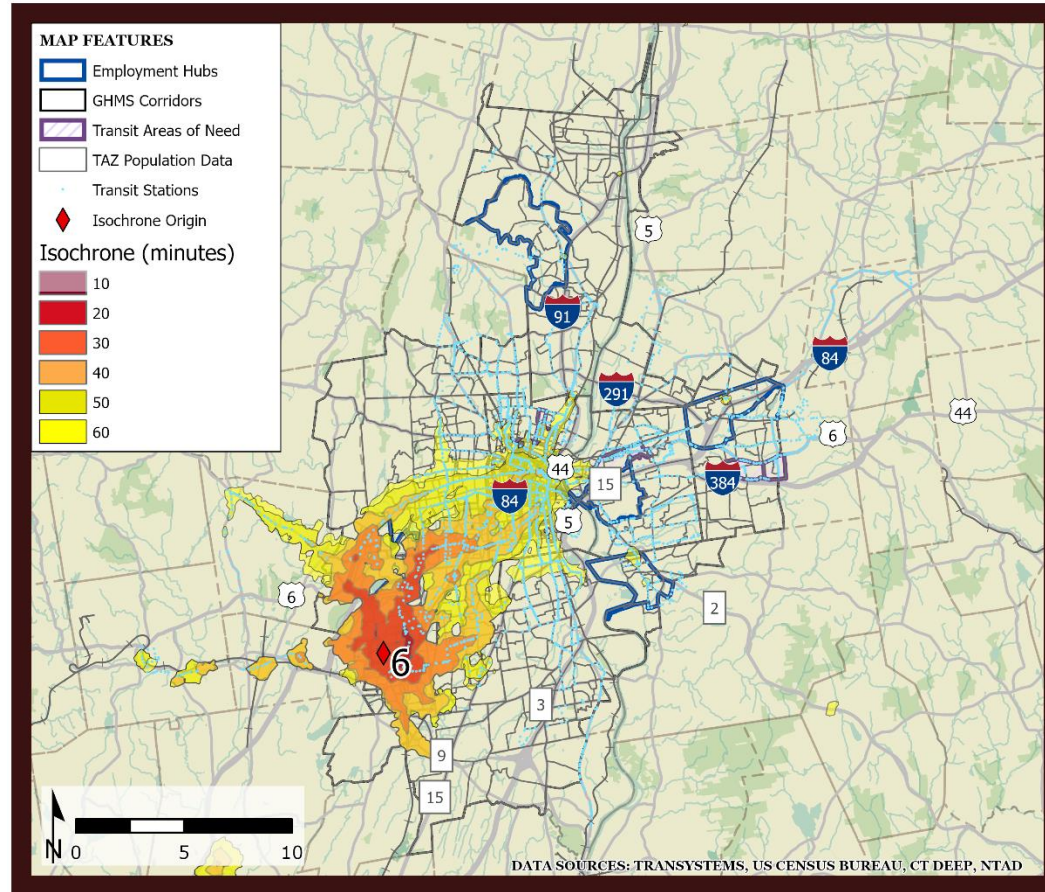 MAP FEATURES
Employment Hubs
GHMS Corridors
Transit Areas of Need
TAZ Population Data
Transit Stations
Isochrone Origin
Isochrone (minutes)
10
20
30
40
50
60
5
91
84
291
44
6
44
384
15
84
5
6
2
6
3
9
15
N
0 5 10
DATA SOURCES: TRANSYSTEMS, US CENSUS BUREAU, CT DEEP, NTAD